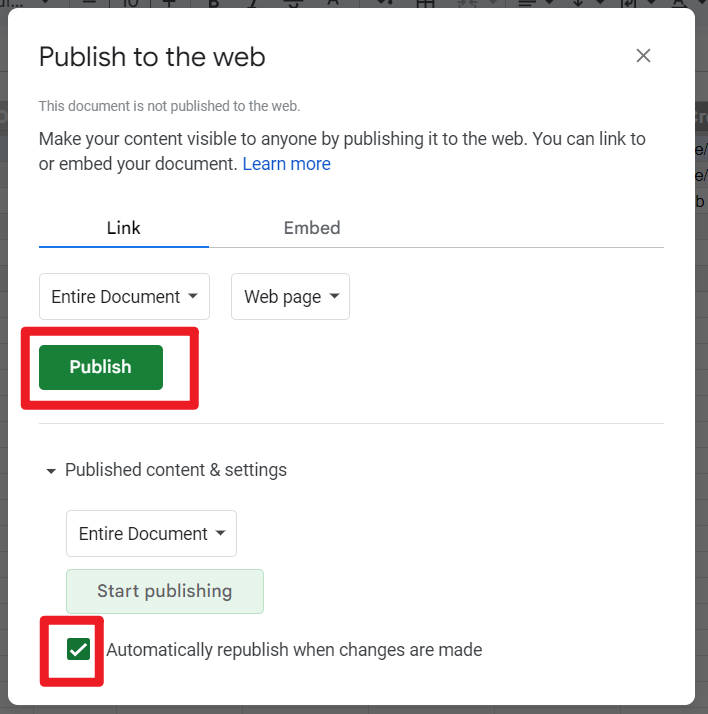 10
Publish to the web
This document is not published to the web.
Make your content visible to anyone by publishing it to the web. You can link to
or embed your document. Learn more
Link Embed
Entire Document Web page
Publish
Published content & settings
Entire Document
Start publishing
Automatically republish when changes are made